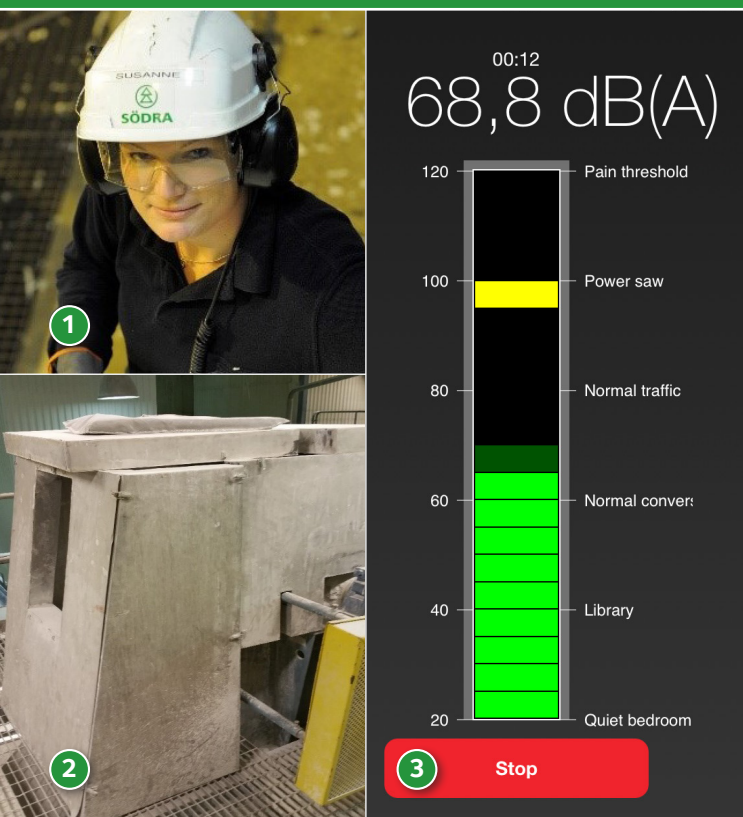 SUSANNE
SÖDRA
1
2
00:12
68,8 dB(A)
120 Pain threshold
100 Power saw
80 Normal traffic
60 Normal convers
40 Library
20 Quiet bedroom
3 Stop